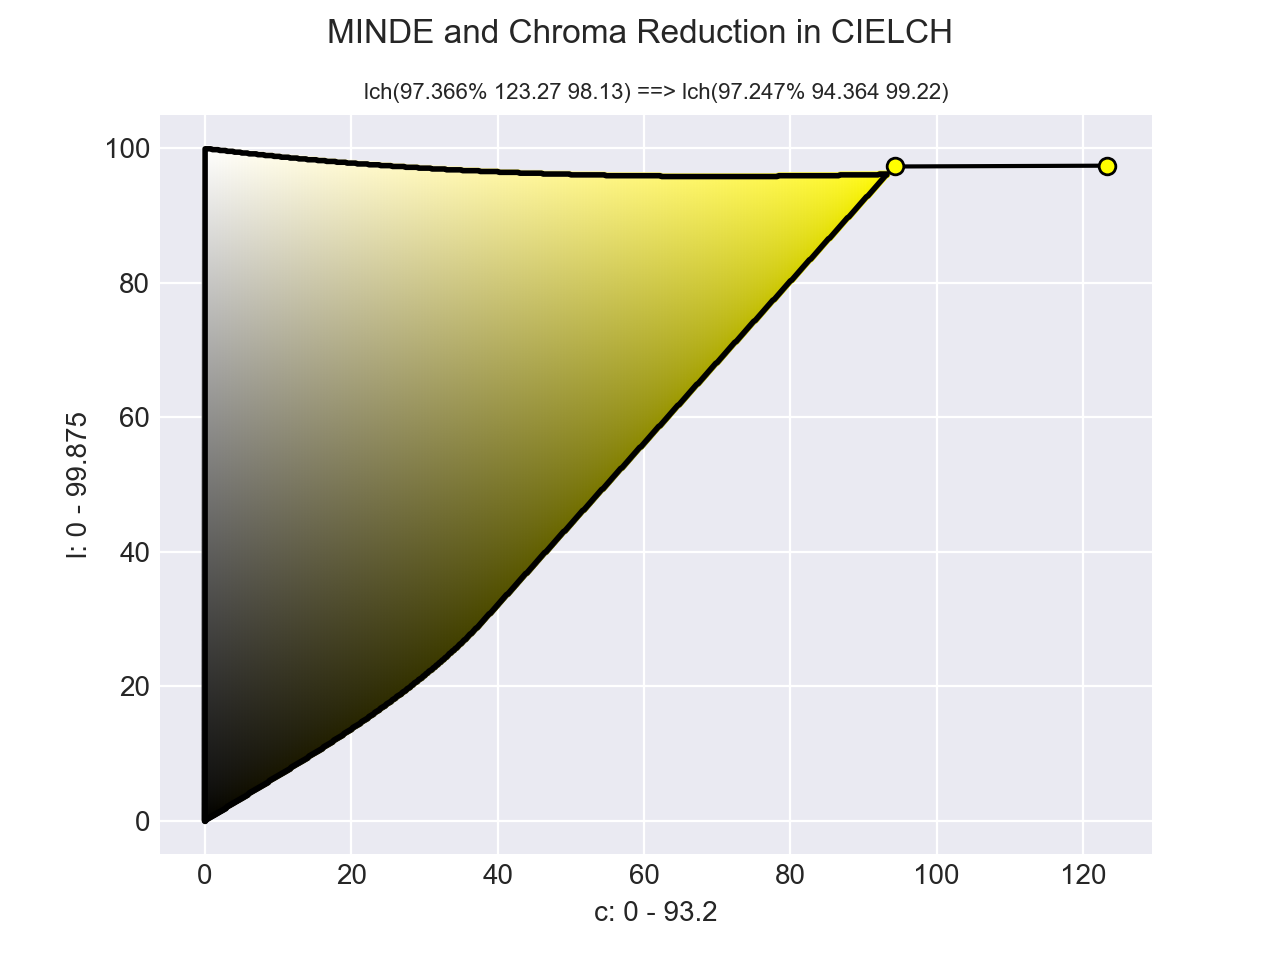 MINDE and Chroma Reduction in CIELCH
lch(97.366% 123.27 98.13) ==> lch(97.247% 94.364 99.22)
100
80
60
40
20
0
l: 0 - 99.875
0 20 40 60 80 100 120
c: 0 - 93.2